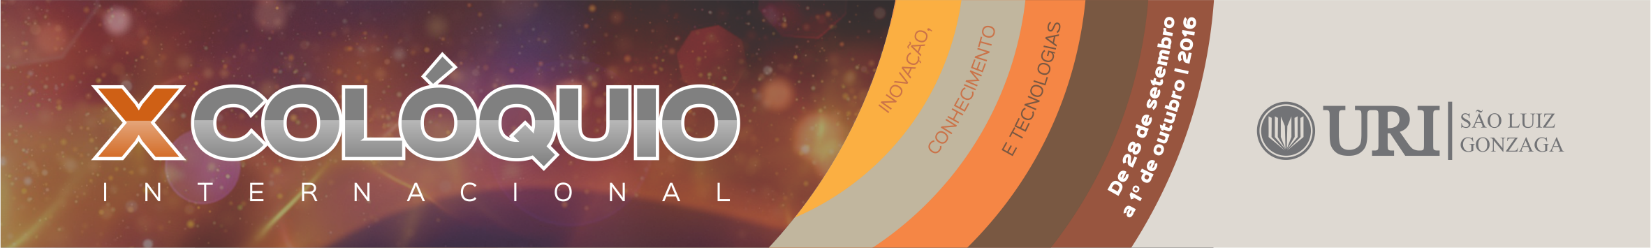 X COLÓQUIO
INTERNACIONAL
INOVAÇÃO,
CONHECIMENTO
E TECNOLOGIAS
De 28 de setembro
a 1º de outubro | 2016
URI
SÃO LUIZ
GONZAGA